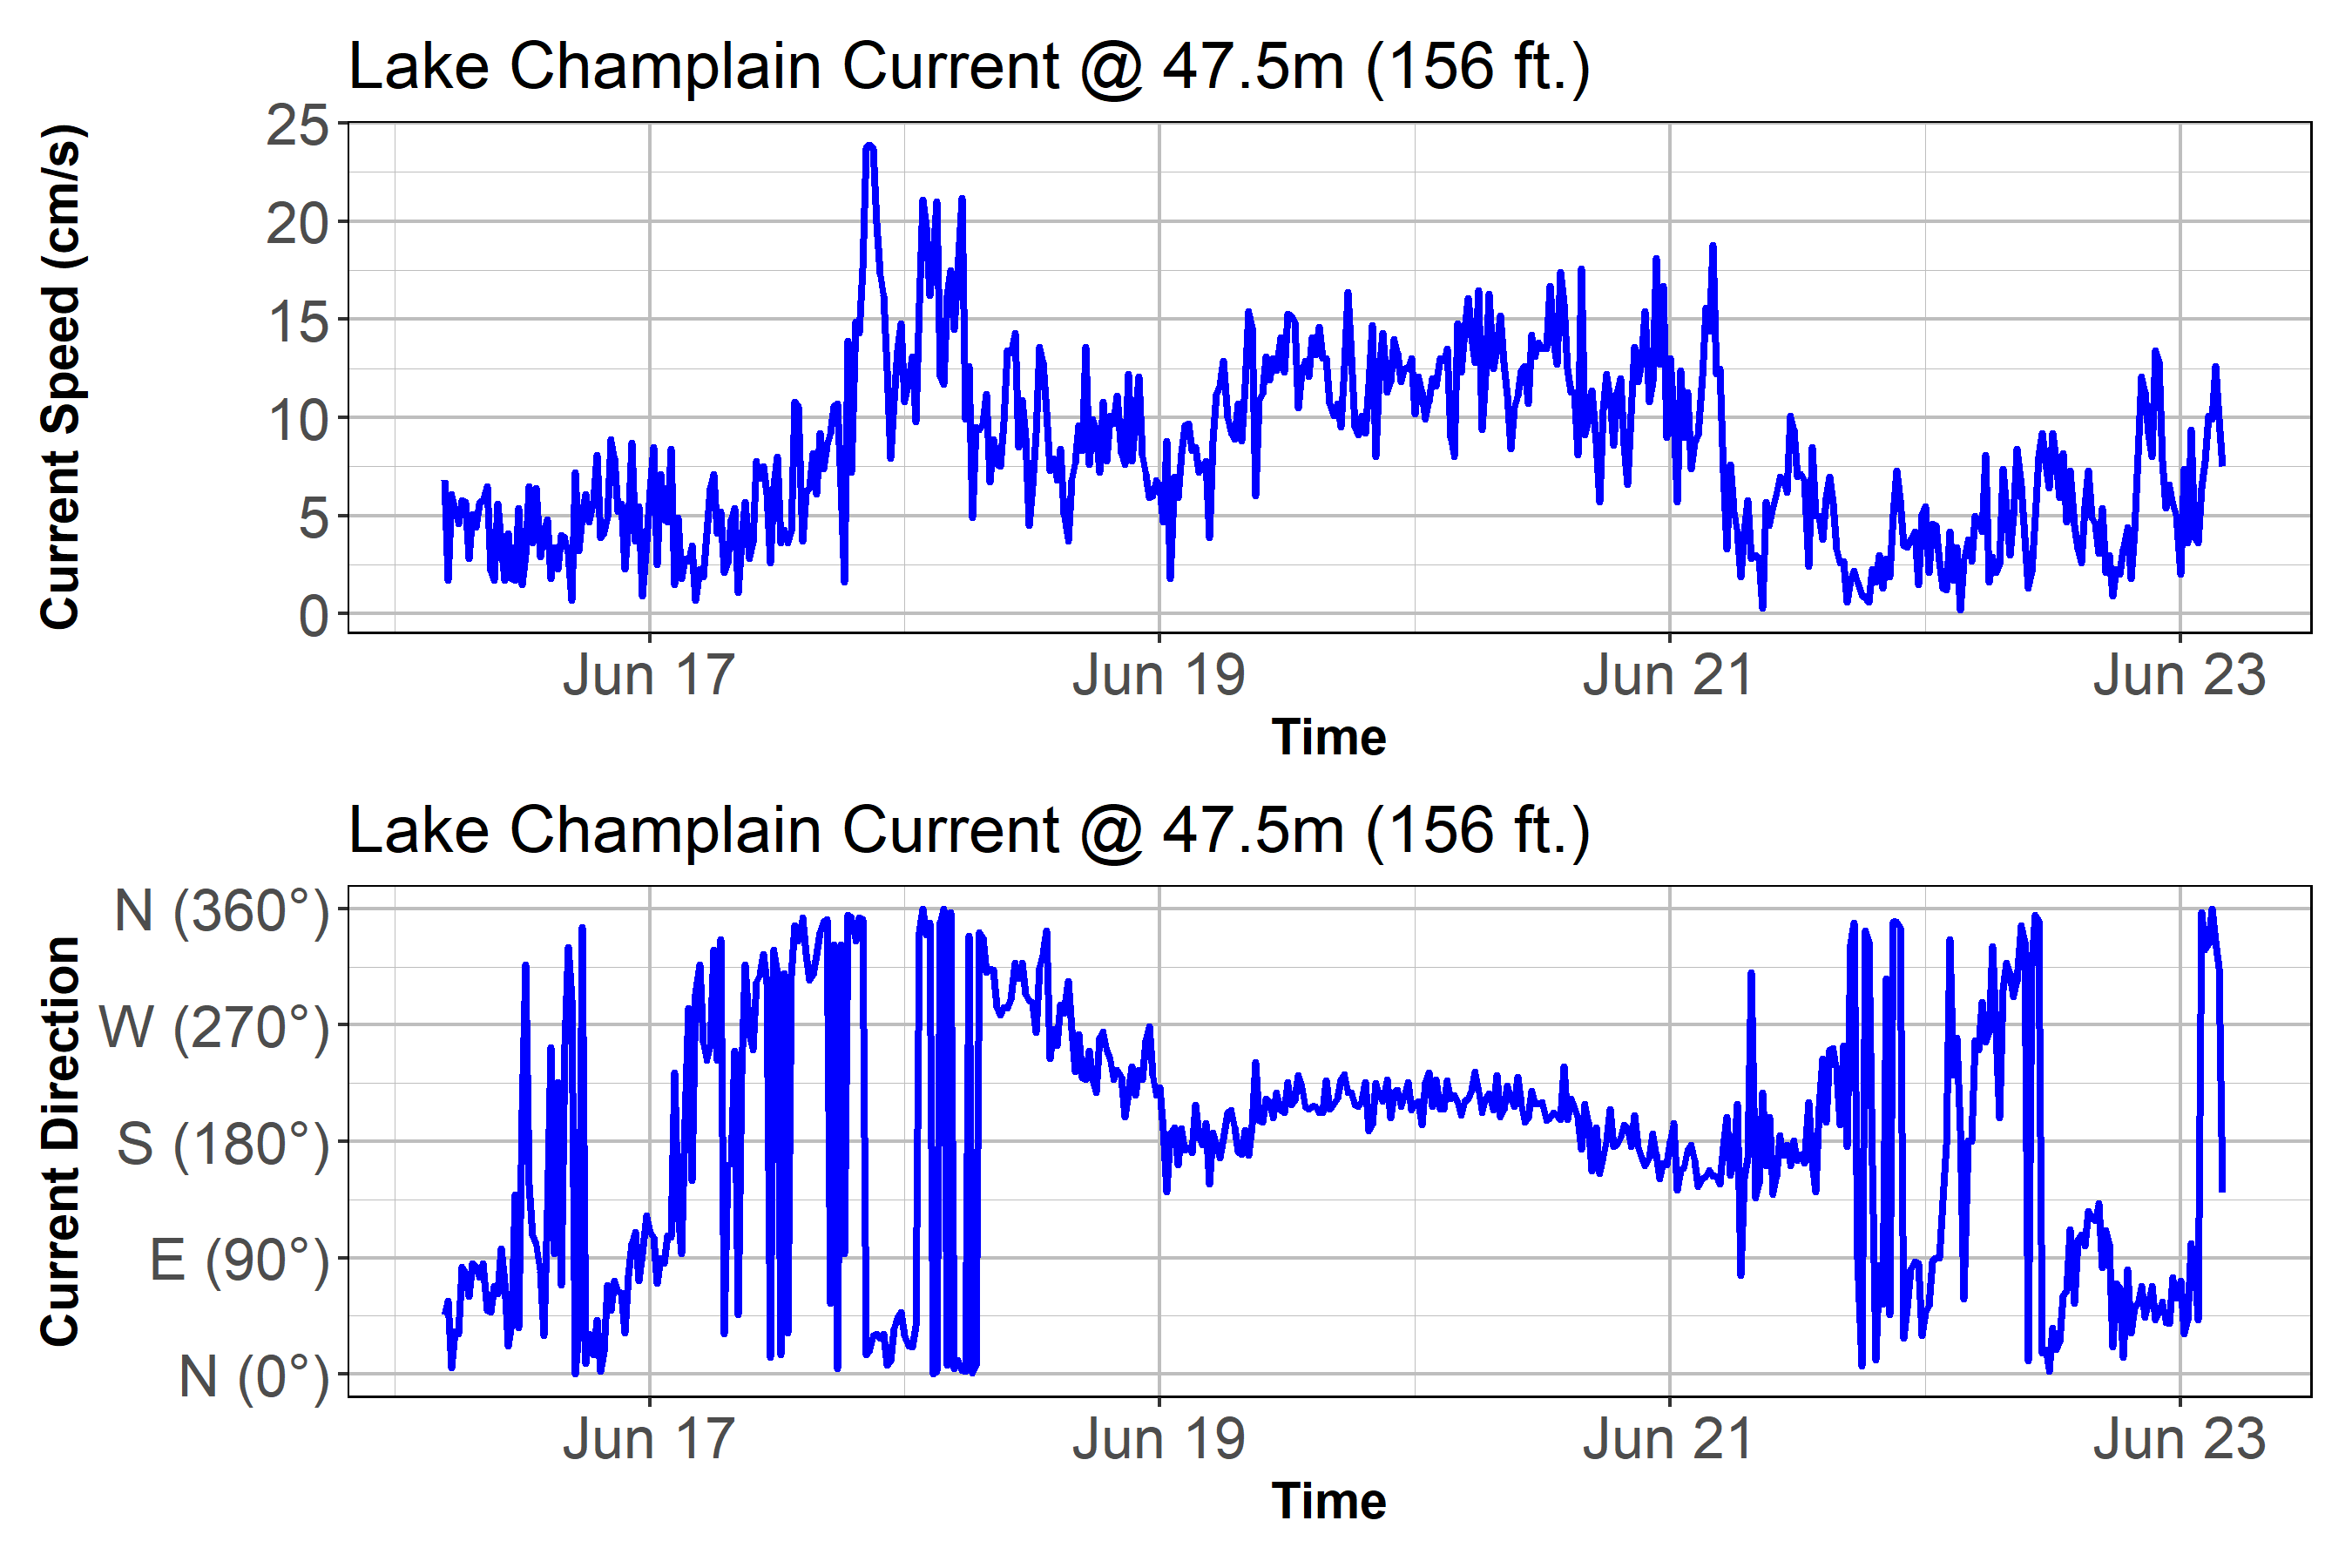 Lake Champlain Current @ 47.5m (156 ft.)
Current Speed (cm/s)
25
20
15
10
5
0
Jun 17 Jun 19 Jun 21 Jun 23
Time
Lake Champlain Current @ 47.5m (156 ft.)
Current Direction
N (360°)
W (270°)
S (180°)
E (90°)
N (0°)
Jun 17 Jun 19 Jun 21 Jun 23
Time